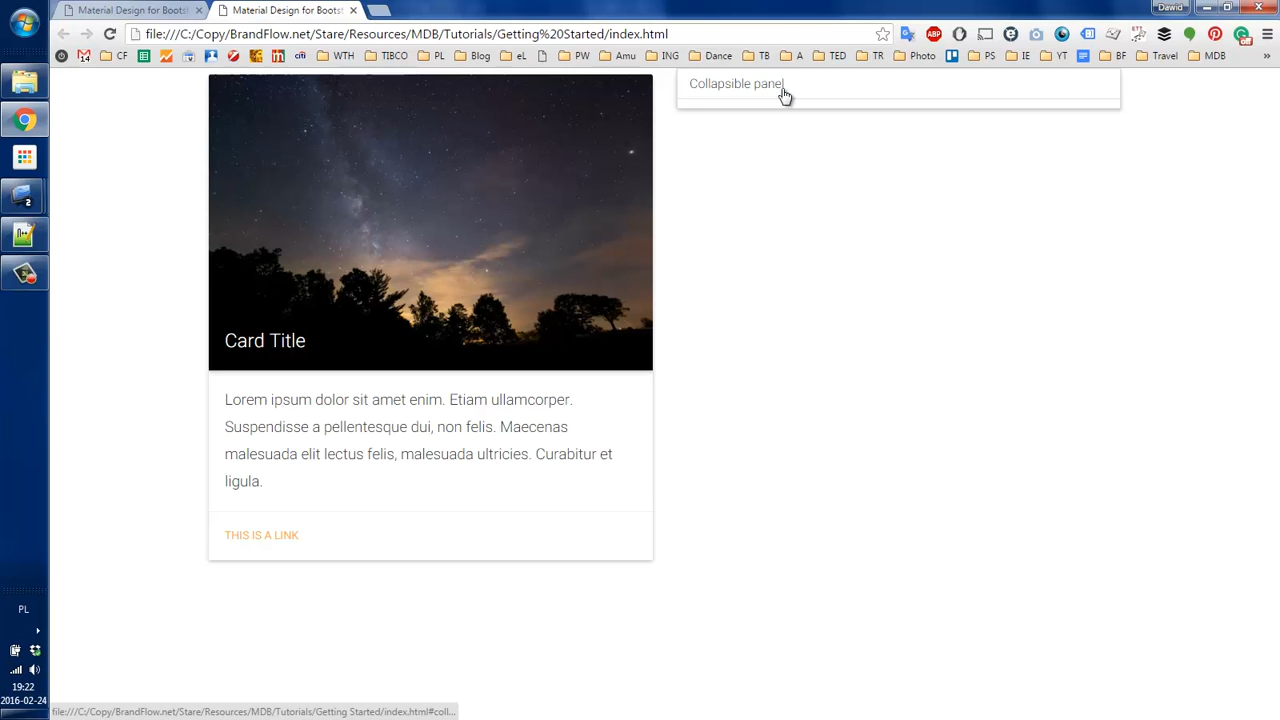 Material Design for Bootst
Material Design for Bootst
Dawid
file:///C:/Copy/BrandFlow.net/Stare/Resources/MDB/Tutorials/Getting%20Started/index.html
WTH TIBCO PL Blog eL PW Amu ING Dance TB A TED TR Photo PS IE YT BF Travel MDB »
Collapsible panel
Card Title
Lorem ipsum dolor sit amet enim. Etiam ullamcorper.
Suspendisse a pellentesque dui, non felis. Maecenas
malesuada elit lectus felis, malesuada ultricies. Curabitur et
ligula.
THIS IS A LINK
PL
19:22
2016-02-24
file:///C:/Copy/BrandFlow.net/Stare/Resources/MDB/Tutorials/Getting Started/index.html#coll...